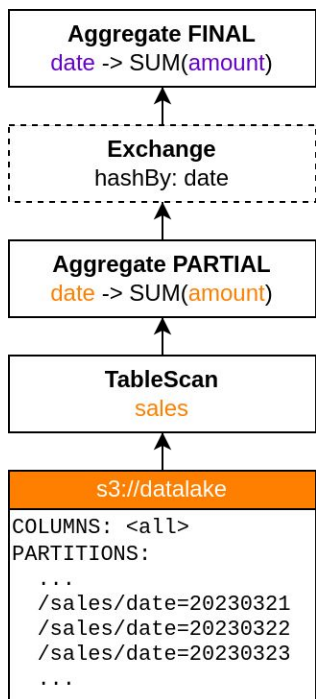 Aggregate FINAL
date -> SUM(amount)
Exchange
hashBy: date
Aggregate PARTIAL
date -> SUM(amount)
TableScan
sales
s3://datalake
COLUMNS: <all>
PARTITIONS:
...
/sales/date=20230321
/sales/date=20230322
/sales/date=20230323
...